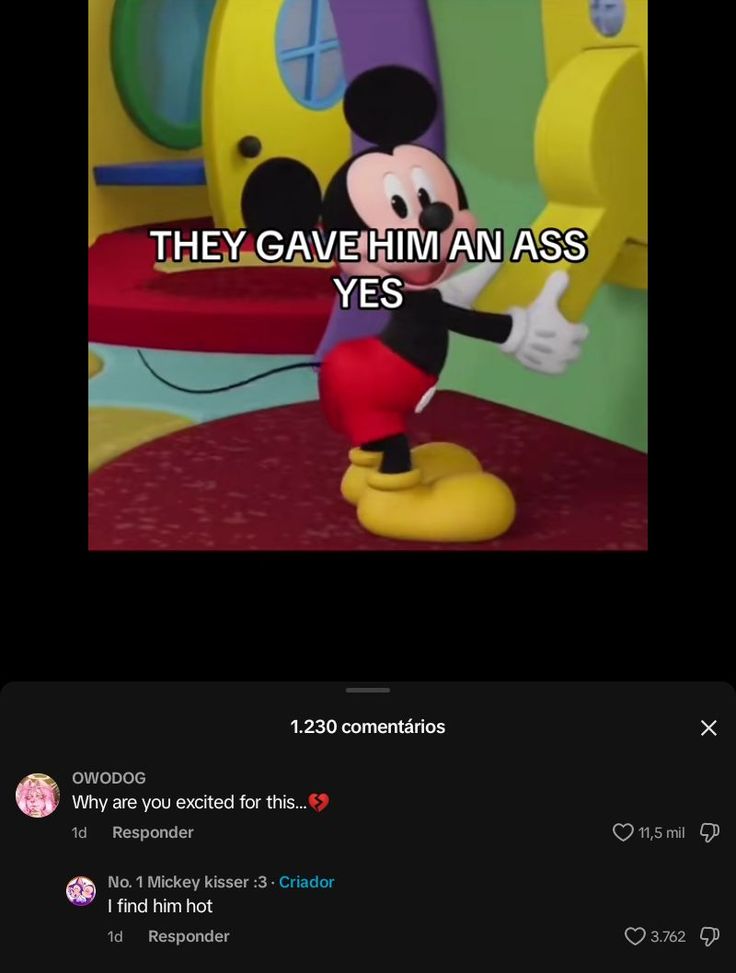 THEY GAVE HIM AN ASS
YES
1.230 comentários
OWODOG
Why are you excited for this...💔
1d Responder 11,5 mil
No. 1 Mickey kisser :3 · Criador
I find him hot
1d Responder 3.762